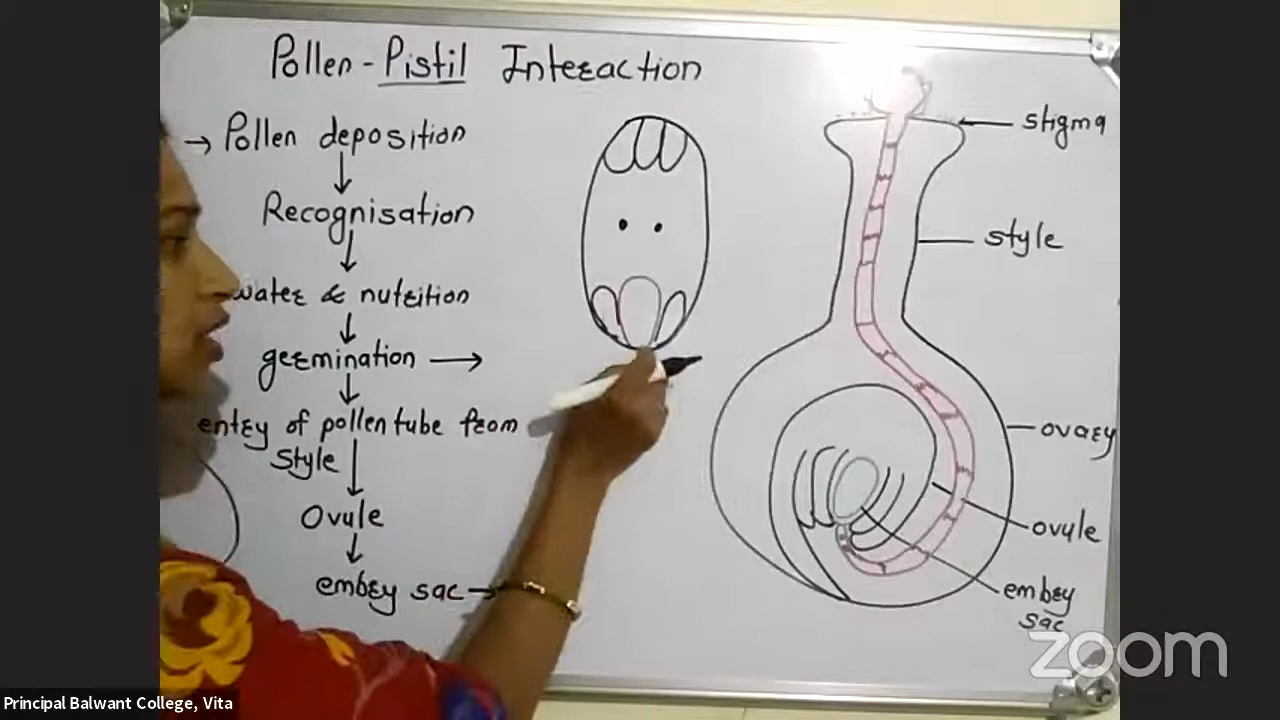 Pollen - Pistil Interaction
→ Pollen deposition
Recognisation
water & nutrition
germination →
entry of pollen tube from
style
Ovule
embry sac →
stigma
style
ovary
ovule
embry
sac
zoom
Principal Balwant College, Vita